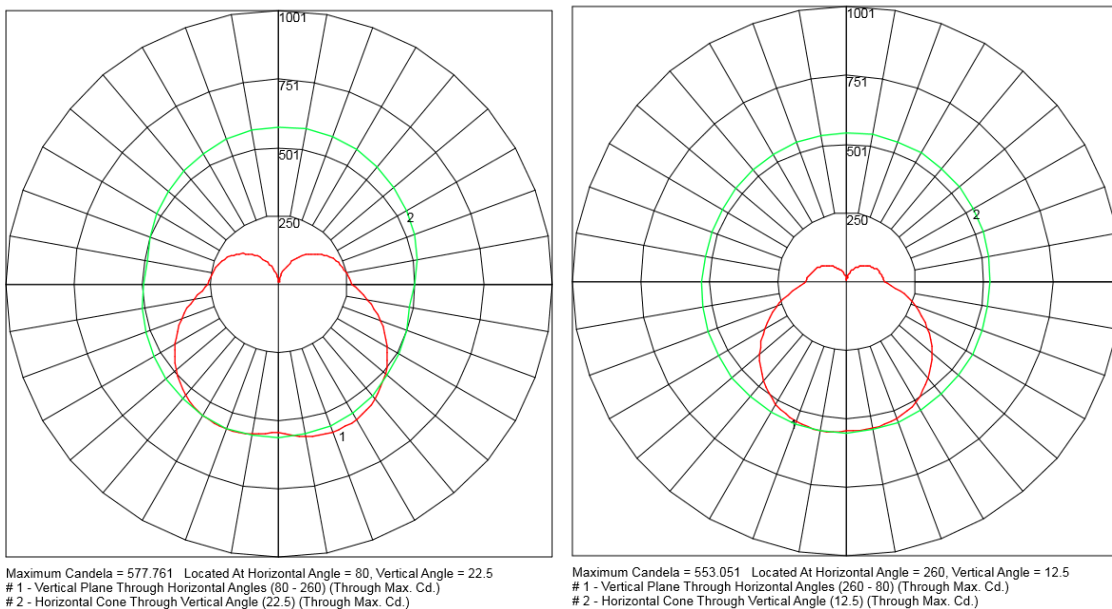 1001
751
501
250
2
1
Maximum Candela = 577.761 Located At Horizontal Angle = 80, Vertical Angle = 22.5
# 1 - Vertical Plane Through Horizontal Angles (80 - 260) (Through Max. Cd.)
# 2 - Horizontal Cone Through Vertical Angle (22.5) (Through Max. Cd.)
1001
751
501
250
2
1
Maximum Candela = 553.051 Located At Horizontal Angle = 260, Vertical Angle = 12.5
# 1 - Vertical Plane Through Horizontal Angles (260 - 80) (Through Max. Cd.)
# 2 - Horizontal Cone Through Vertical Angle (12.5) (Through Max. Cd.)